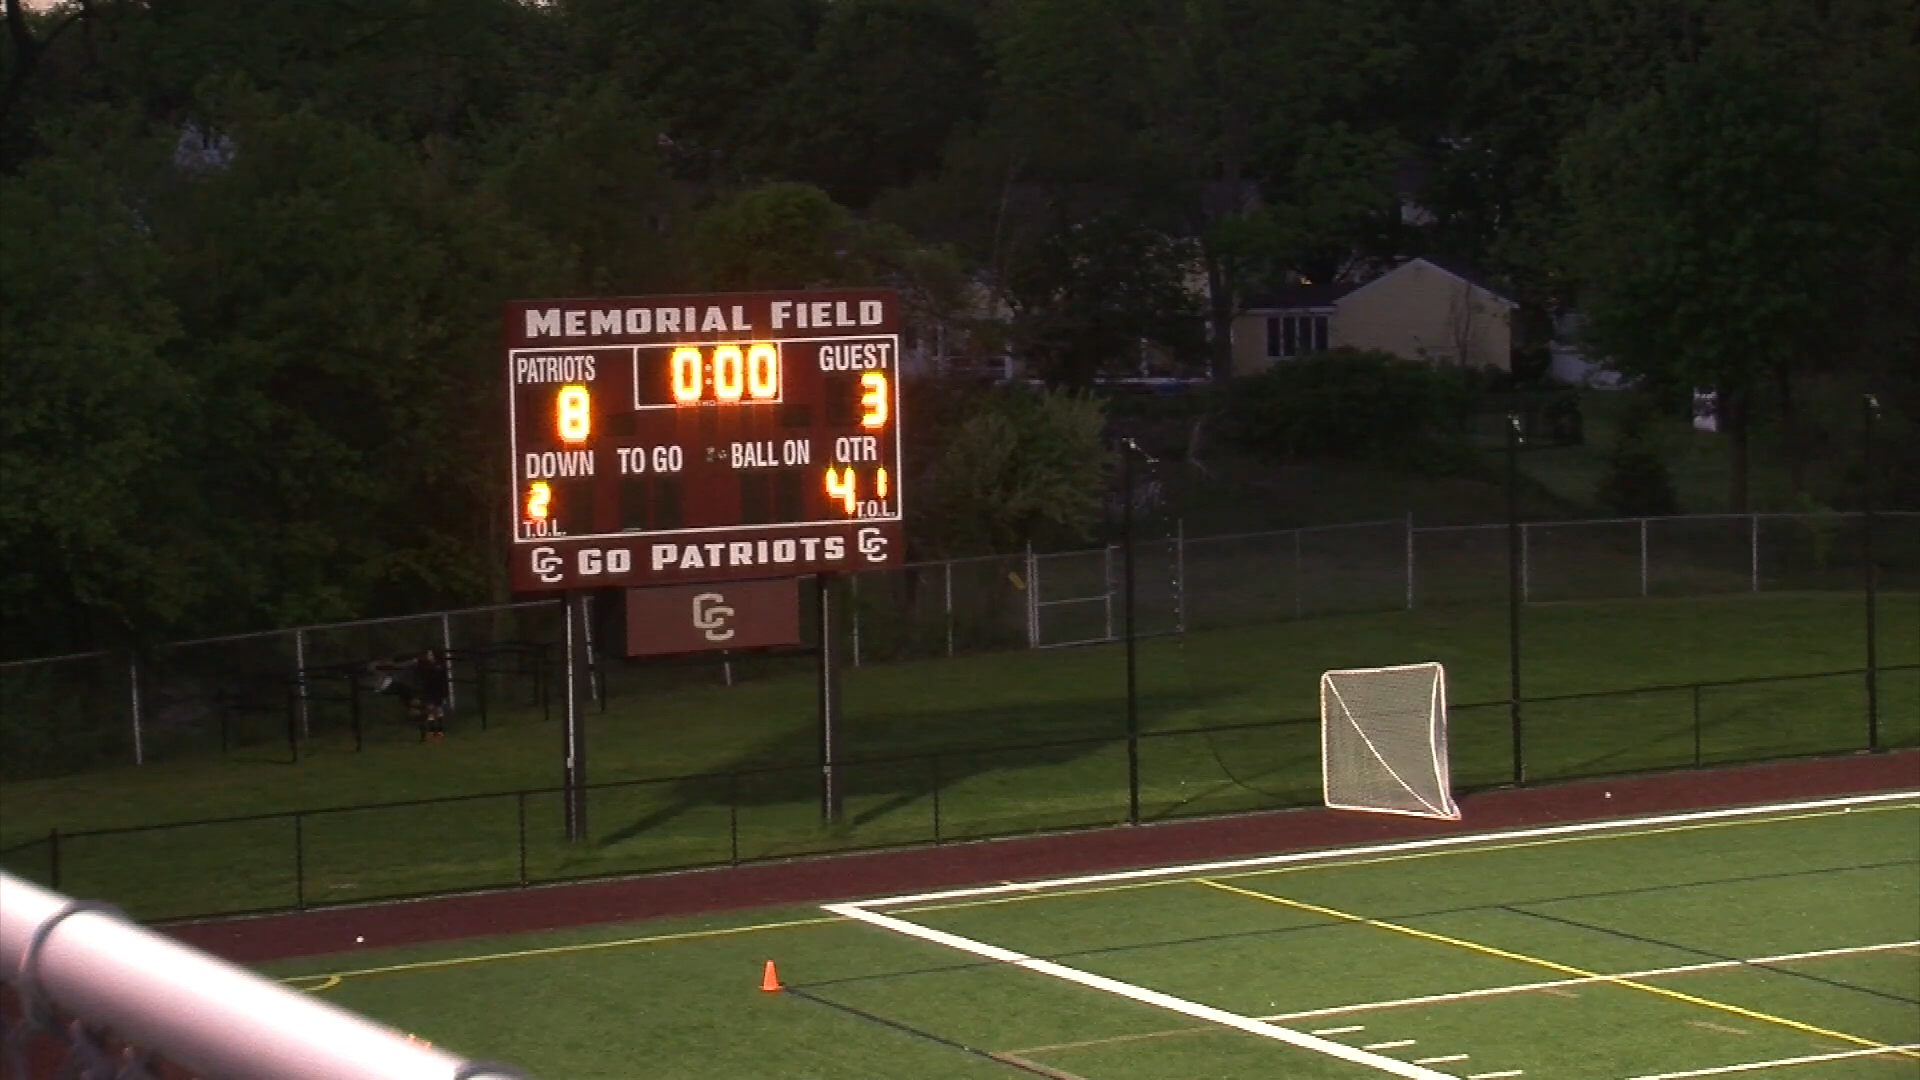 MEMORIAL FIELD
PATRIOTS 0:00 GUEST
8 3
DOWN TO GO BALL ON QTR
2 4 1
T.O.L. T.O.L.
CC GO PATRIOTS CC
CC